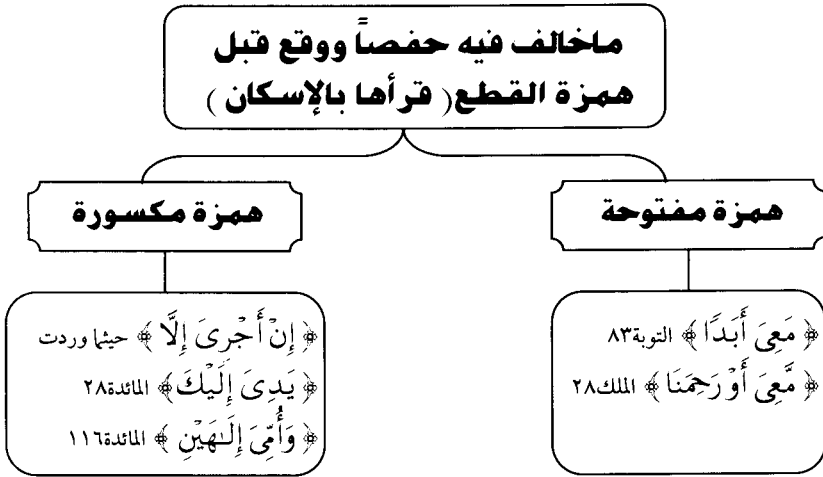 ماخالف فيه حفصاً ووقع قبل
همزة القطع( قرأها بالإسكان )
همزة مفتوحة
﴿ مَعِيَ أَبَدًا ﴾ التوبة٨٣
﴿ مَّعِيَ أَوْ رَحِمَنَا ﴾ الملك٢٨
همزة مكسورة
﴿ إِنْ أَجْرِيَ إِلَّا ﴾ حيثما وردت
﴿ يَدِيَ إِلَيْكَ ﴾ المائدة٢٨
﴿ وَأُمِّيَ إِلَـٰهَيْنِ ﴾ المائدة١١٦